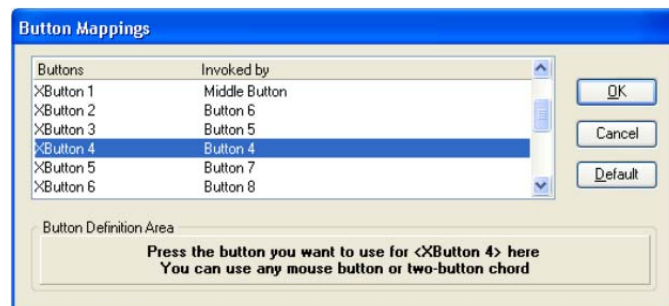 Button Mappings
Buttons Invoked by
XButton 1 Middle Button
XButton 2 Button 6
XButton 3 Button 5
XButton 4 Button 4
XButton 5 Button 7
XButton 6 Button 8
OK
Cancel
Default
Button Definition Area
Press the button you want to use for <XButton 4> here
You can use any mouse button or two-button chord